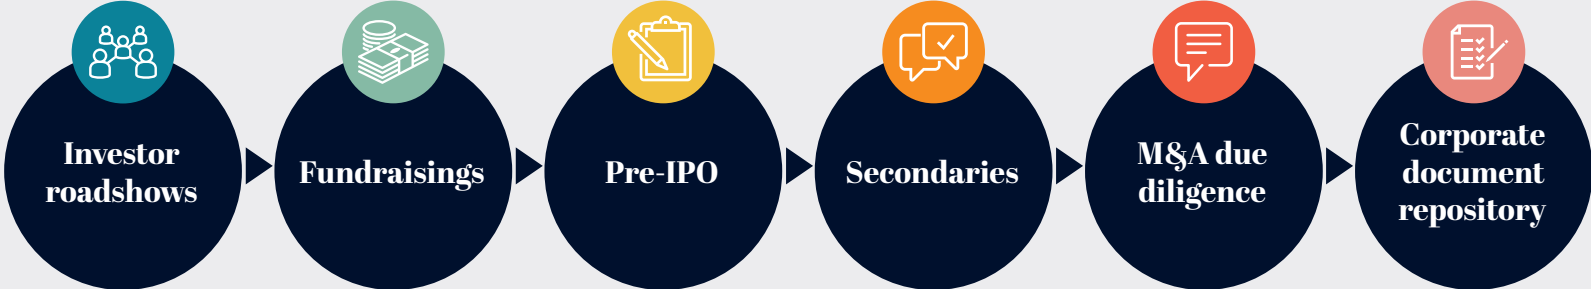 Investor
roadshows
Fundraisings
Pre-IPO
Secondaries
M&A due
diligence
Corporate
document
repository